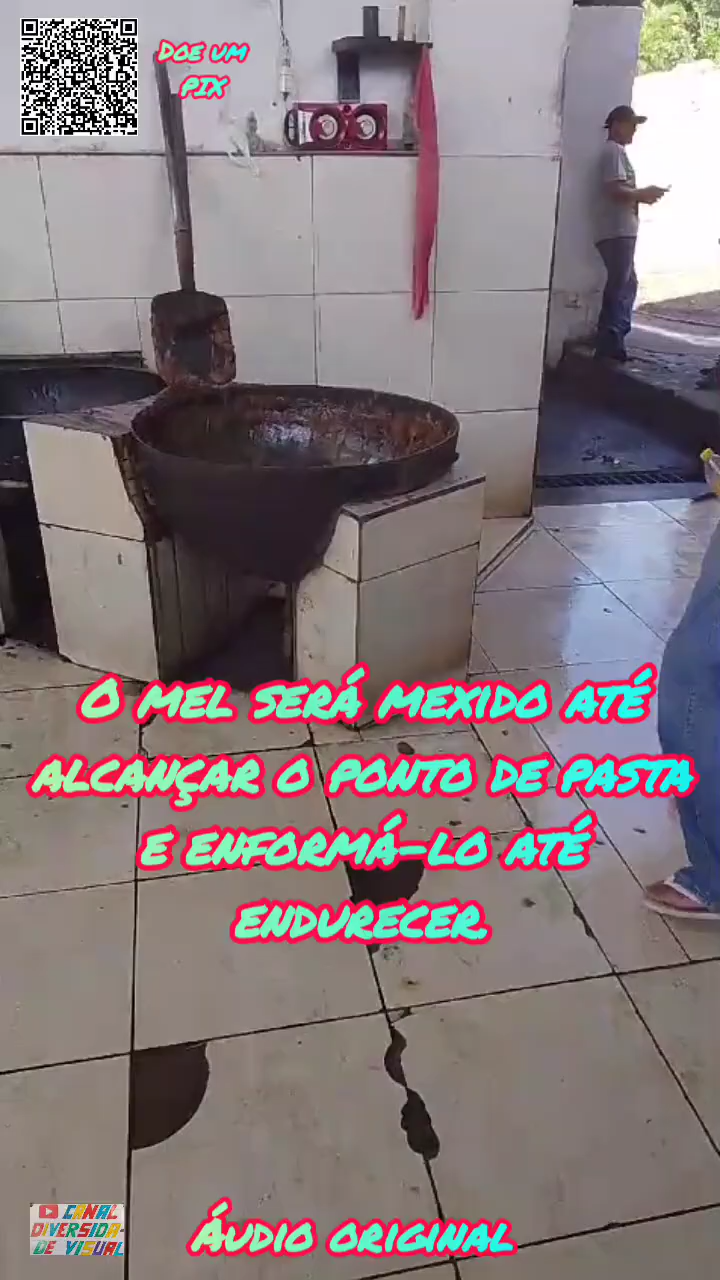 DOE UM
PIX
O MEL SERÁ MEXIDO ATÉ
ALCANÇAR O PONTO DE PASTA
E ENFORMÁ-LO ATÉ
ENDURECER.
CANAL
DIVERSIDA-
DE VISUAL
ÁUDIO ORIGINAL